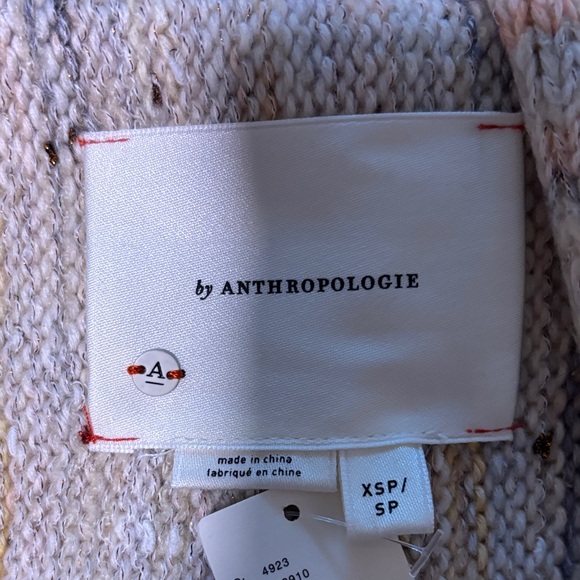 by ANTHROPOLOGIE
A
made in china
fabriqué en chine
XSP/
SP
4923